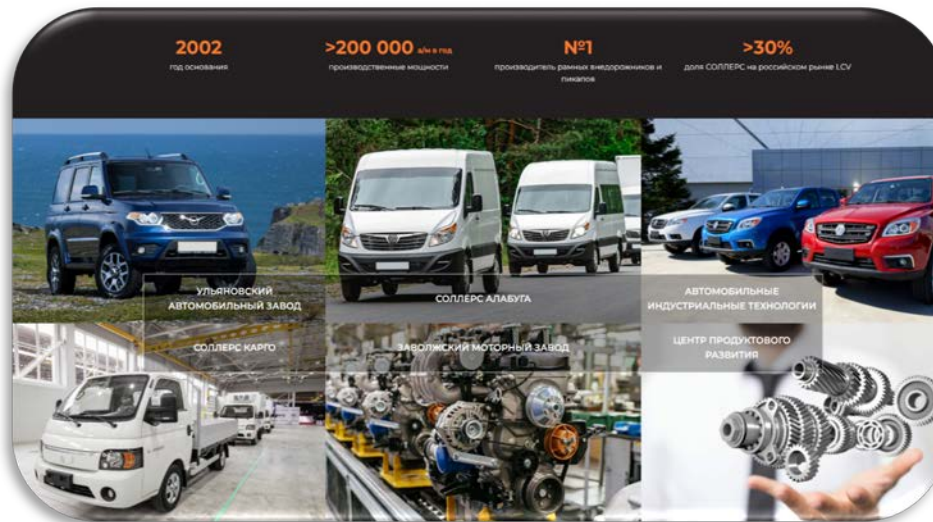 2002
год основания
>200 000 а/м в год
производственные мощности
№1
производитель рамных внедорожников и
пикапов
>30%
доля СОЛЛЕРС на российском рынке LCV
УЛЬЯНОВСКИЙ
АВТОМОБИЛЬНЫЙ ЗАВОД
СОЛЛЕРС АЛАБУГА
АВТОМОБИЛЬНЫЕ
ИНДУСТРИАЛЬНЫЕ ТЕХНОЛОГИИ
СОЛЛЕРС КАРГО
ЗАВОЛЖСКИЙ МОТОРНЫЙ ЗАВОД
ЦЕНТР ПРОДУКТОВОГО
РАЗВИТИЯ